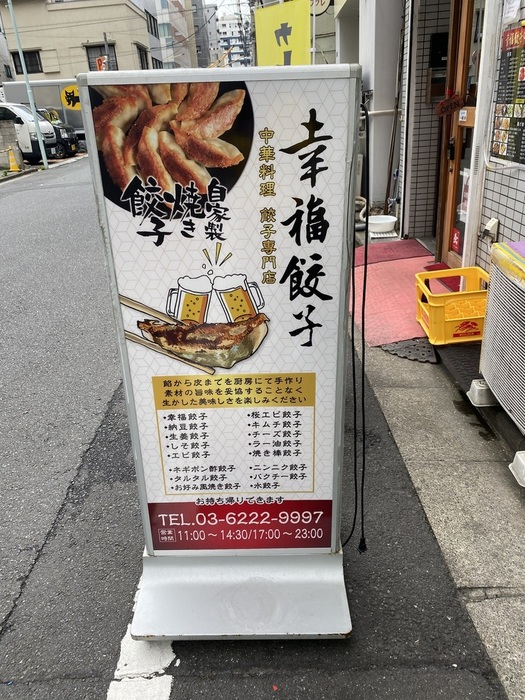 幸福餃子
中華料理 餃子専門店
自家製
焼き
餃子
餡から皮までを厨房にて手作り
素材の旨味を妥協することなく
生かした美味しさを楽しみください
・幸福餃子
・納豆餃子
・生姜餃子
・しそ餃子
・エビ餃子
・ネギポン酢餃子
・タルタル餃子
・お好み風焼き餃子
・桜エビ餃子
・キムチ餃子
・チーズ餃子
・ラー油餃子
・焼き棒餃子
・ニンニク餃子
・パクチー餃子
・水餃子
お持ち帰りできます
TEL.03-6222-9997
営業時間 11:00～14:30/17:00～23:00